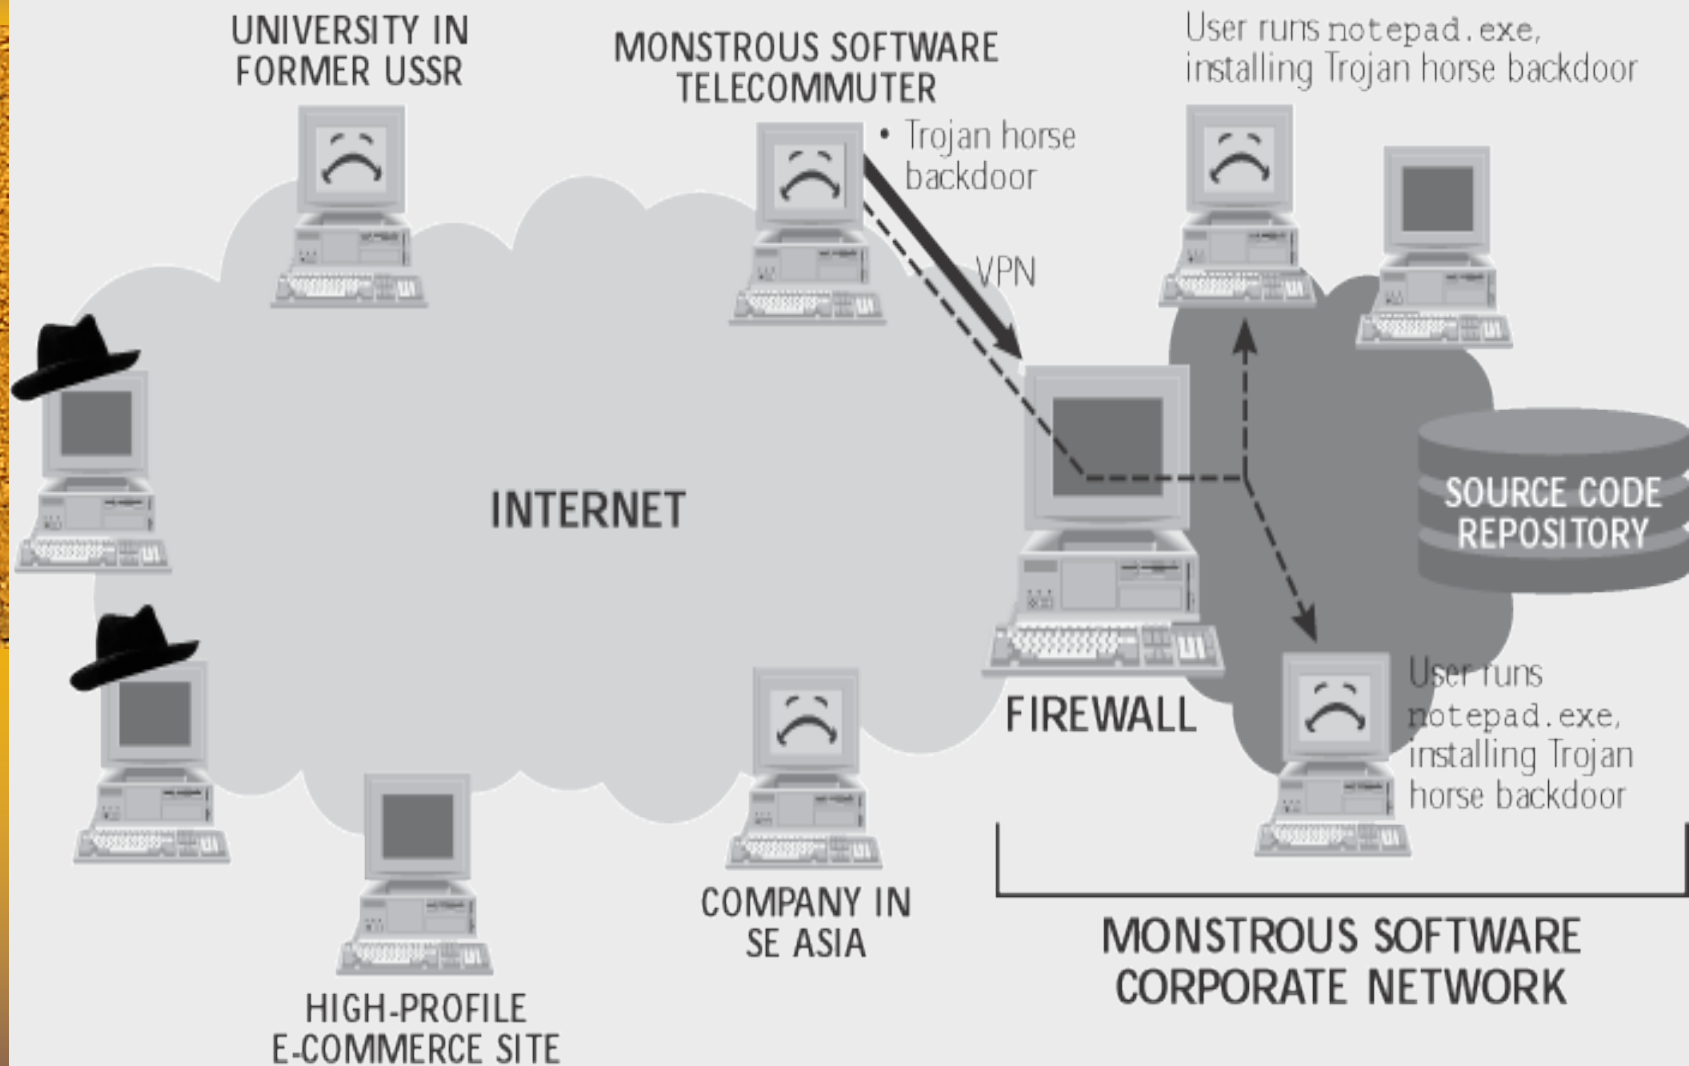 UNIVERSITY IN
FORMER USSR
MONSTROUS SOFTWARE
TELECOMMUTER
• Trojan horse
backdoor
VPN
User runs notepad.exe,
installing Trojan horse backdoor
INTERNET
SOURCE CODE
REPOSITORY
FIREWALL
User runs
notepad.exe,
installing Trojan
horse backdoor
COMPANY IN
SE ASIA
HIGH-PROFILE
E-COMMERCE SITE
MONSTROUS SOFTWARE
CORPORATE NETWORK